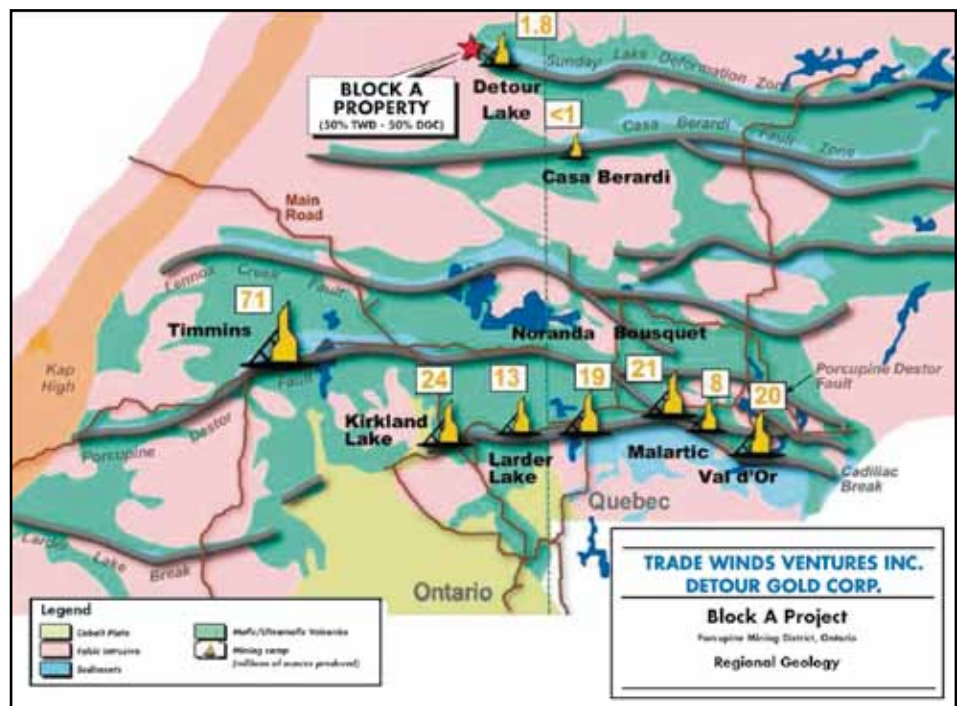 1.8
Sunday Lake Deformation Zone
BLOCK A
PROPERTY
(50% TWD - 50% DGC)
Detour
Lake
<1
Casa Berardi Fault Zone
Casa Berardi
Main
Road
Lennox Creek Fault
71
Timmins
Noranda
Bousquet
Kap
High
Porcupine Destor Fault
24
13
19
21
8
20
Porcupine Destor
Fault
Kirkland
Lake
Larder
Lake
Malartic
Val d'Or
Cadillac
Break
Quebec
Larder Lake Break
Ontario
Legend
Cobalt Plate
Felsic Intrusive
Sediments
Mafic/Ultramafic Volcanics
Mining camp
(millions of ounces produced)
TRADE WINDS VENTURES INC.
DETOUR GOLD CORP.
Block A Project
Porcupine Mining District, Ontario
Regional Geology